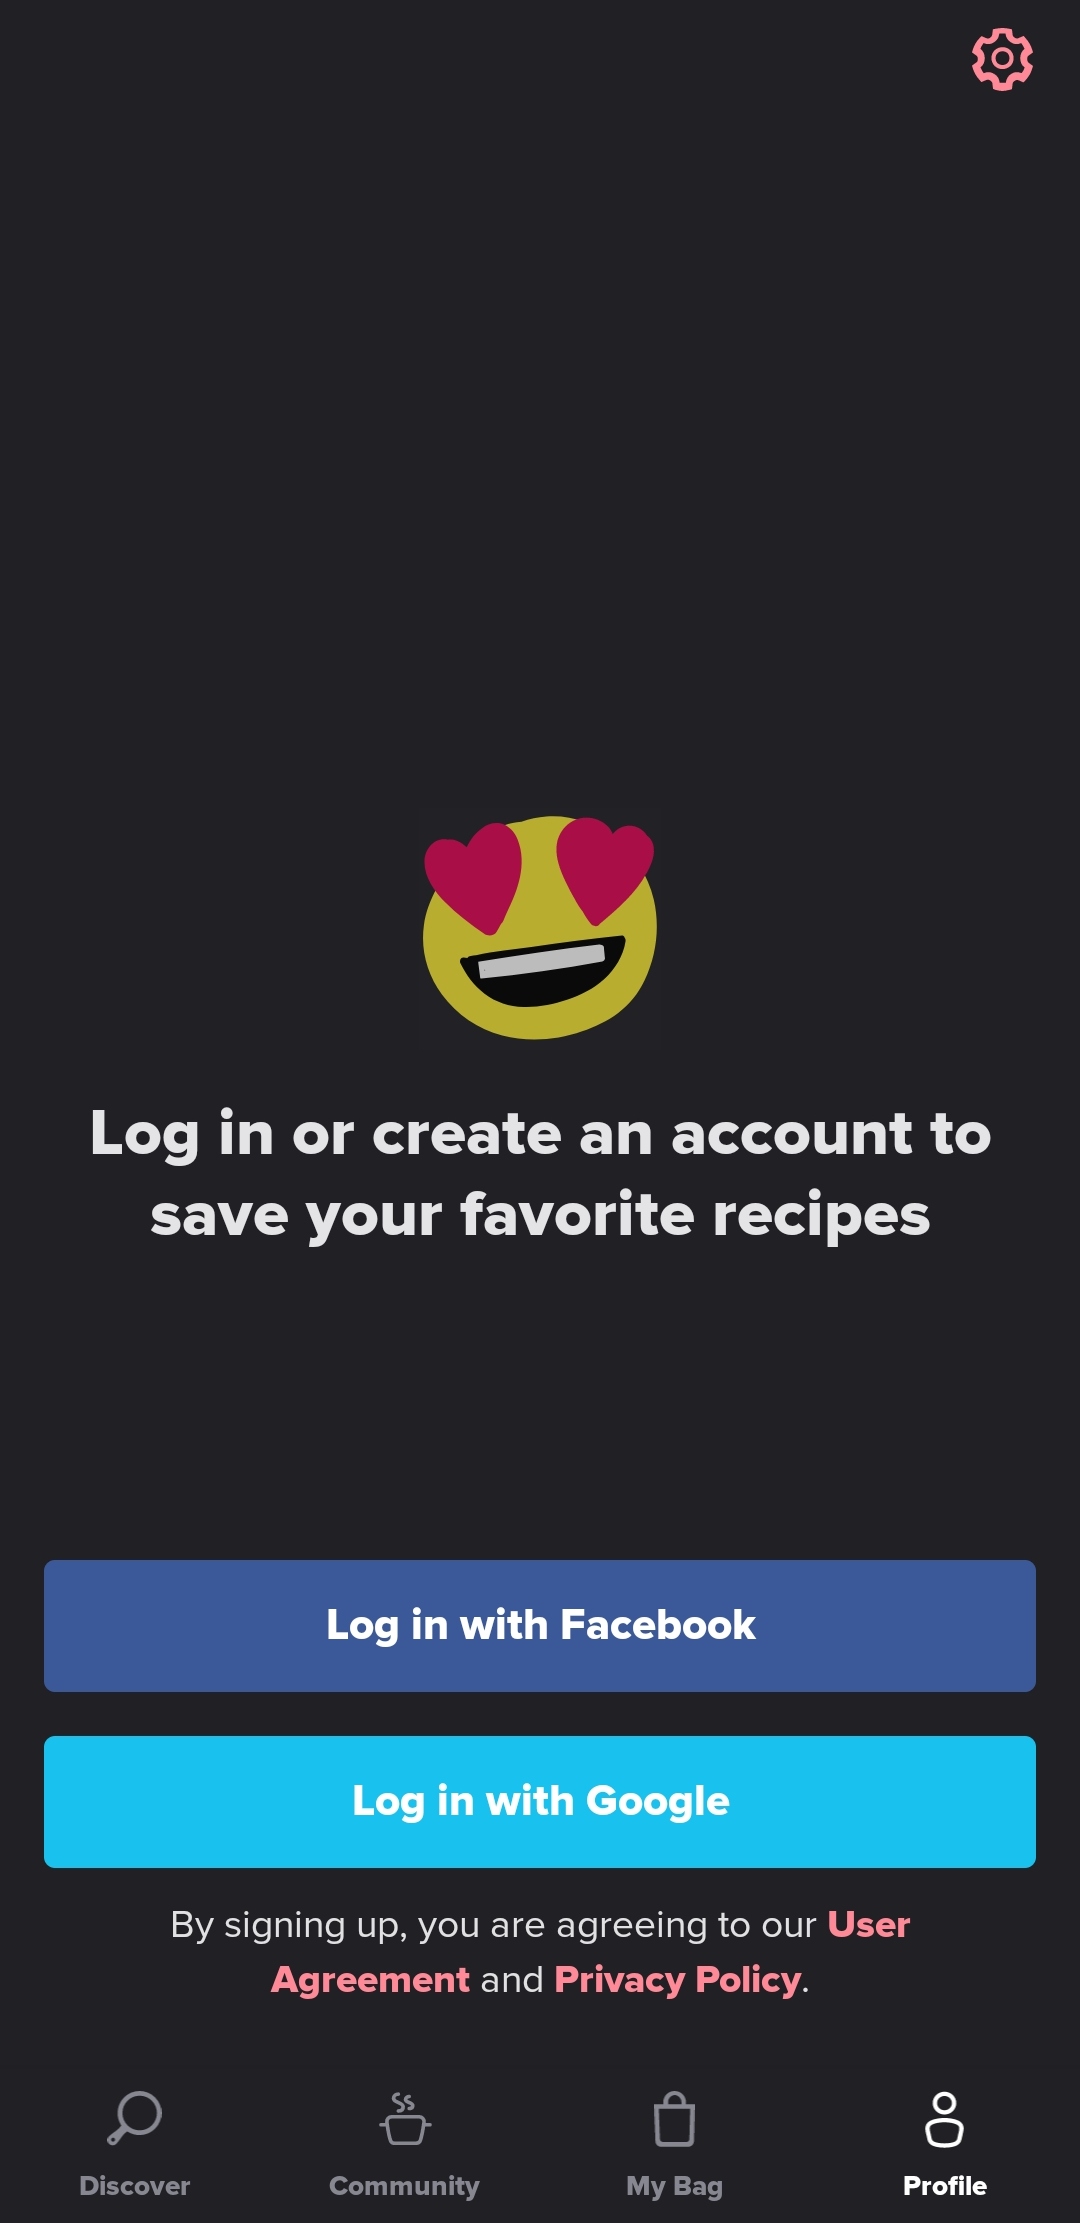 Log in or create an account to
save your favorite recipes
Log in with Facebook
Log in with Google
By signing up, you are agreeing to our User
Agreement and Privacy Policy.
Discover
Community
My Bag
Profile